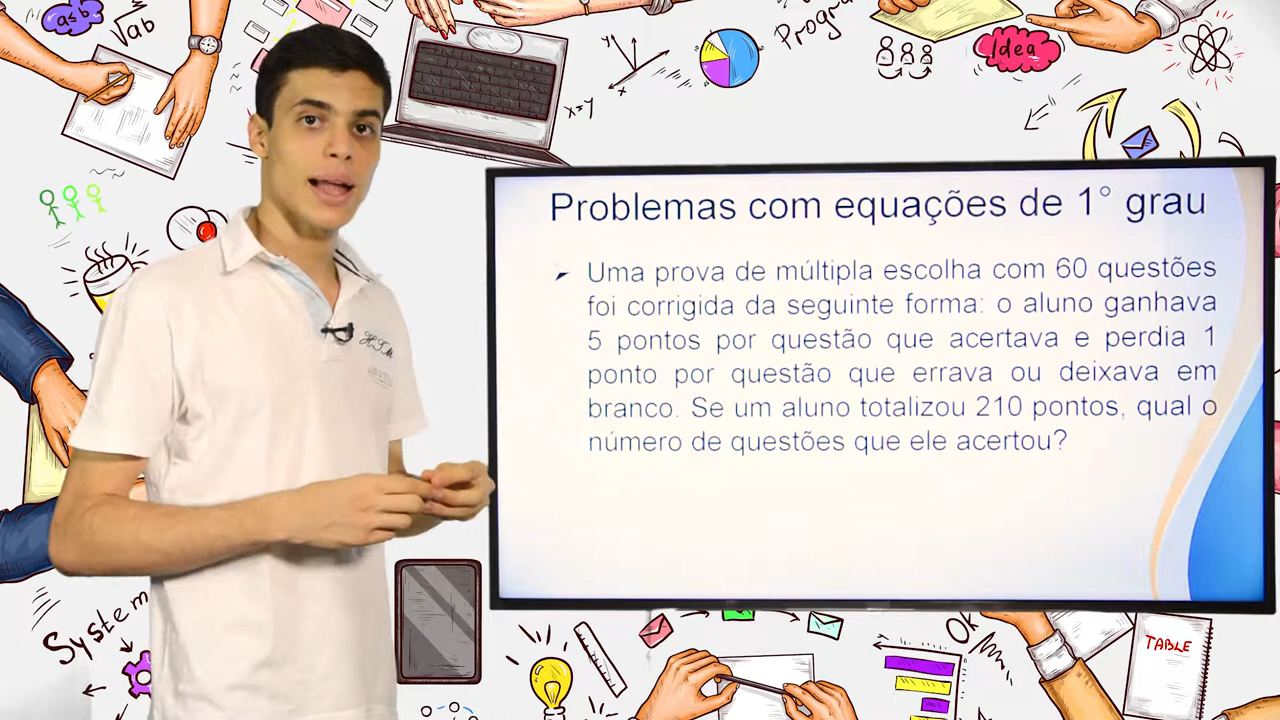 a≤b
√ab
Progra
Idea
y
x
x=y
Problemas com equações de 1° grau
Uma prova de múltipla escolha com 60 questões
foi corrigida da seguinte forma: o aluno ganhava
5 pontos por questão que acertava e perdia 1
ponto por questão que errava ou deixava em
branco. Se um aluno totalizou 210 pontos, qual o
número de questões que ele acertou?
System
Ok
TABLE